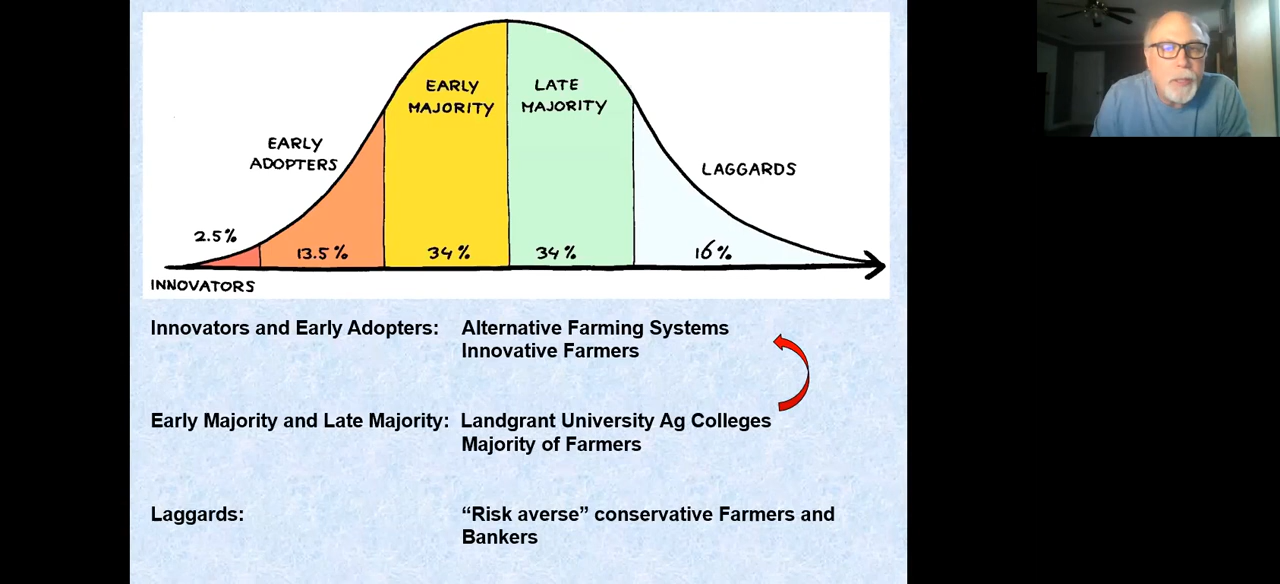 EARLY
MAJORITY
LATE
MAJORITY
EARLY
ADOPTERS
LAGGARDS
2.5%
13.5%
34%
34%
16%
INNOVATORS
Innovators and Early Adopters: Alternative Farming Systems
Innovative Farmers
Early Majority and Late Majority: Landgrant University Ag Colleges
Majority of Farmers
Laggards: “Risk averse” conservative Farmers and
Bankers